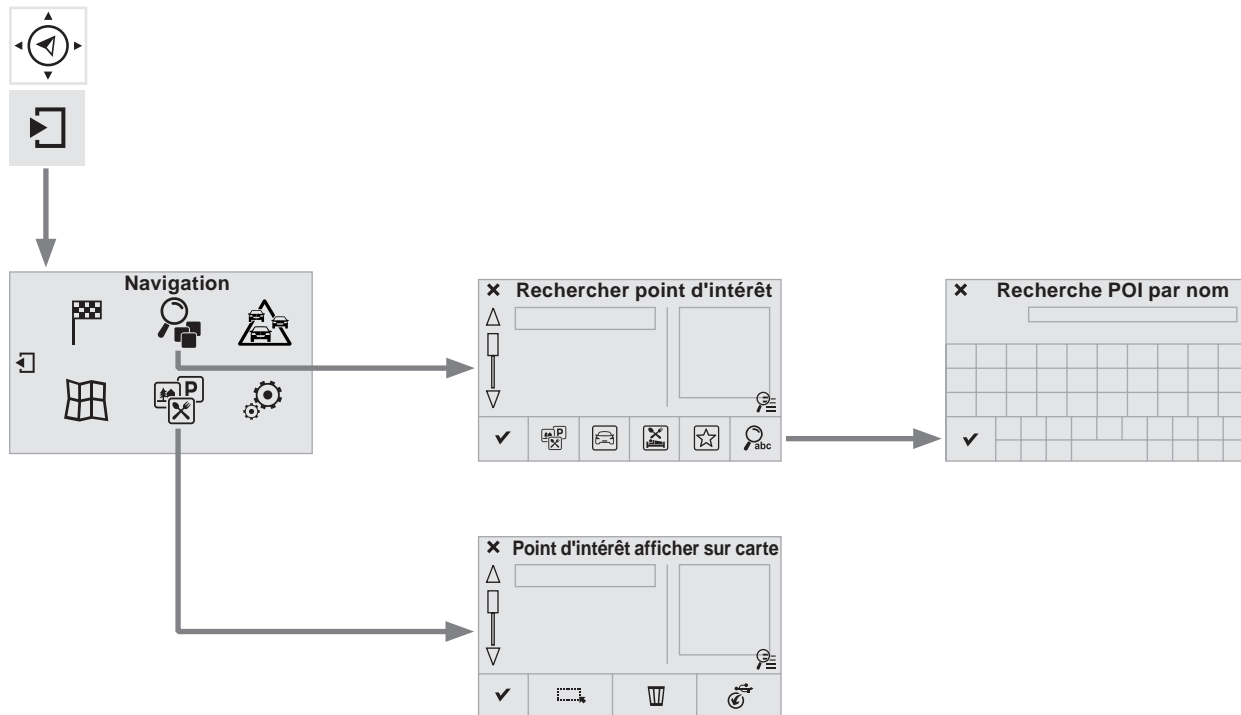 Navigation
Rechercher point d'intérêt
Recherche POI par nom
P
P
abc
Point d'intérêt afficher sur carte